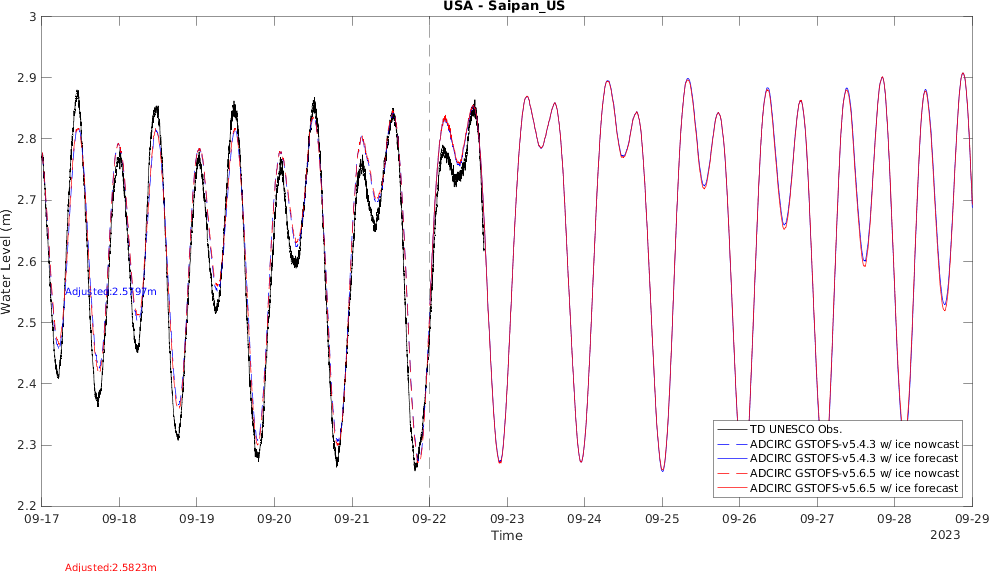 USA - Saipan_US
3
2.9
2.8
2.7
2.6
2.5
2.4
2.3
2.2
Water Level (m)
Adjusted:2.5797m
TD UNESCO Obs.
ADCIRC GSTOFS-v5.4.3 w/ ice nowcast
ADCIRC GSTOFS-v5.4.3 w/ ice forecast
ADCIRC GSTOFS-v5.6.5 w/ ice nowcast
ADCIRC GSTOFS-v5.6.5 w/ ice forecast
09-17 09-18 09-19 09-20 09-21 09-22 09-23 09-24 09-25 09-26 09-27 09-28 09-29
Time
2023
Adjusted:2.5823m